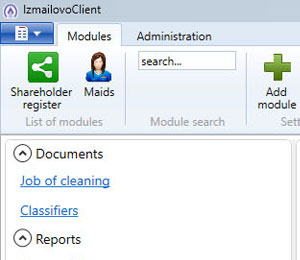 IzmailovoClient
Modules Administration
search...
Shareholder register
Maids
Add module
List of modules
Module search
Documents
Job of cleaning
Classifiers
Reports